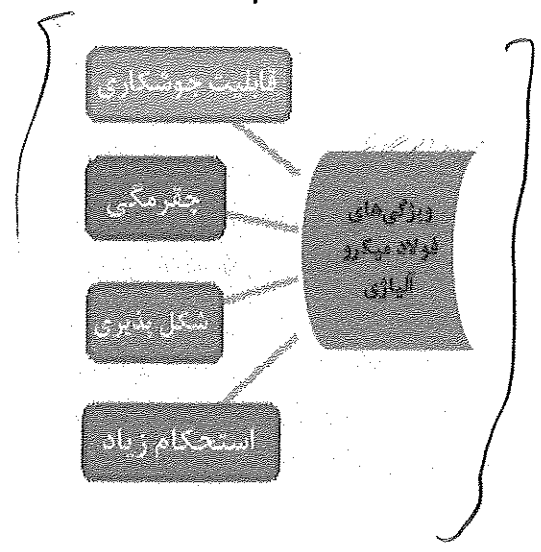 ویژگی‌های
فولاد میکرو
آلیاژی
قابلیت جوشکاری
چقرمگی
شکل پذیری
استحکام زیاد